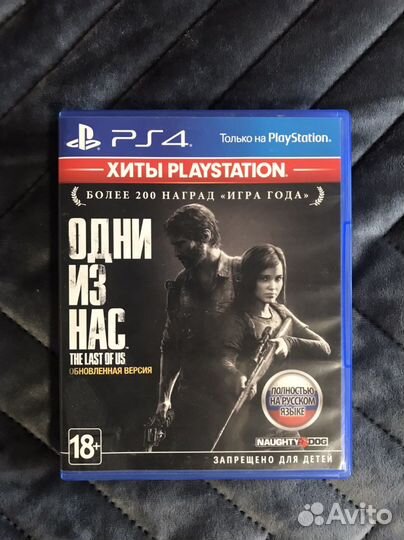 PS4
Только на PlayStation®
ХИТЫ PLAYSTATION®
БОЛЕЕ 200 НАГРАД «ИГРА ГОДА»
ОДНИ
ИЗ
НАС
THE LAST OF US
ОБНОВЛЕННАЯ ВЕРСИЯ
ПОЛНОСТЬЮ
НА РУССКОМ
ЯЗЫКЕ
NAUGHTY DOG
18+
ЗАПРЕЩЕНО ДЛЯ ДЕТЕЙ
Avito